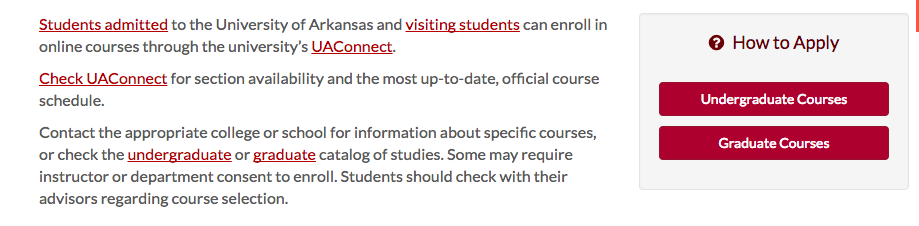 Students admitted to the University of Arkansas and visiting students can enroll in
online courses through the university's UAConnect.
Check UAConnect for section availability and the most up-to-date, official course
schedule.
Contact the appropriate college or school for information about specific courses,
or check the undergraduate or graduate catalog of studies. Some may require
instructor or department consent to enroll. Students should check with their
advisors regarding course selection.
How to Apply
Undergraduate Courses
Graduate Courses